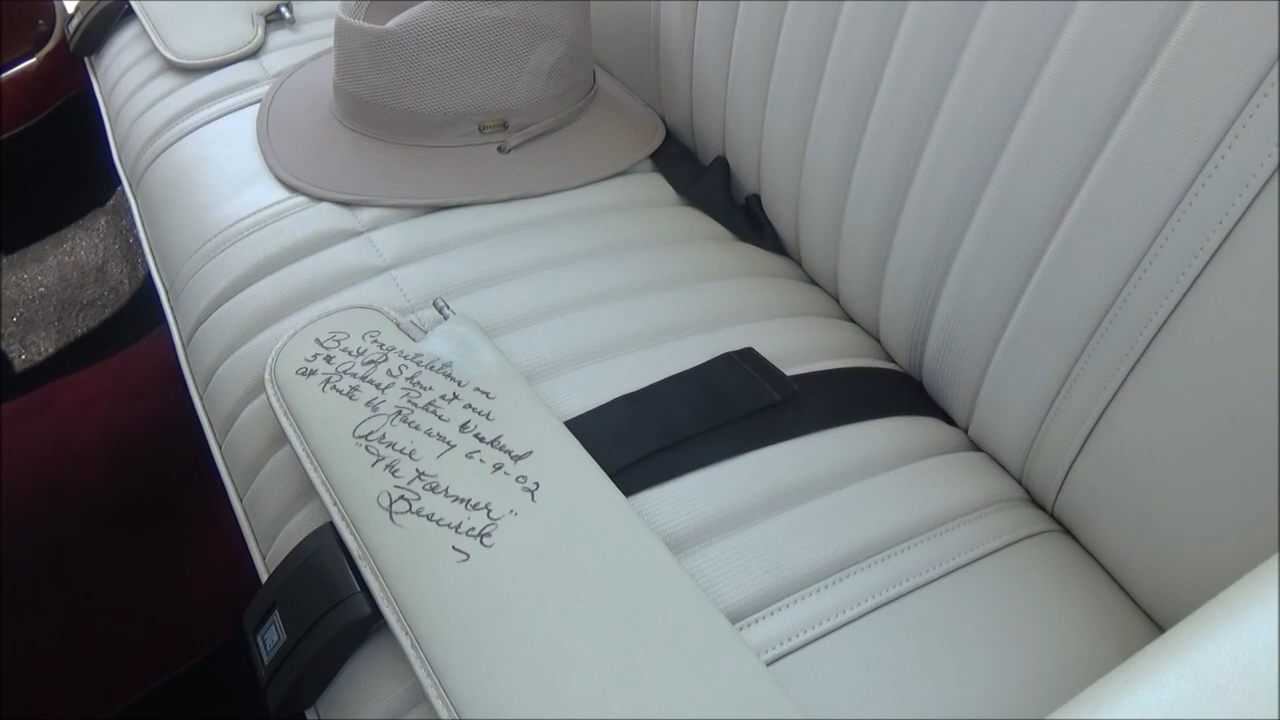 Congratulations on
Best of Show at our
5th Annual Pontiac Weekend
at Route 66 Raceway 6-9-02
Arnie
"The Farmer"
Beswick
GM